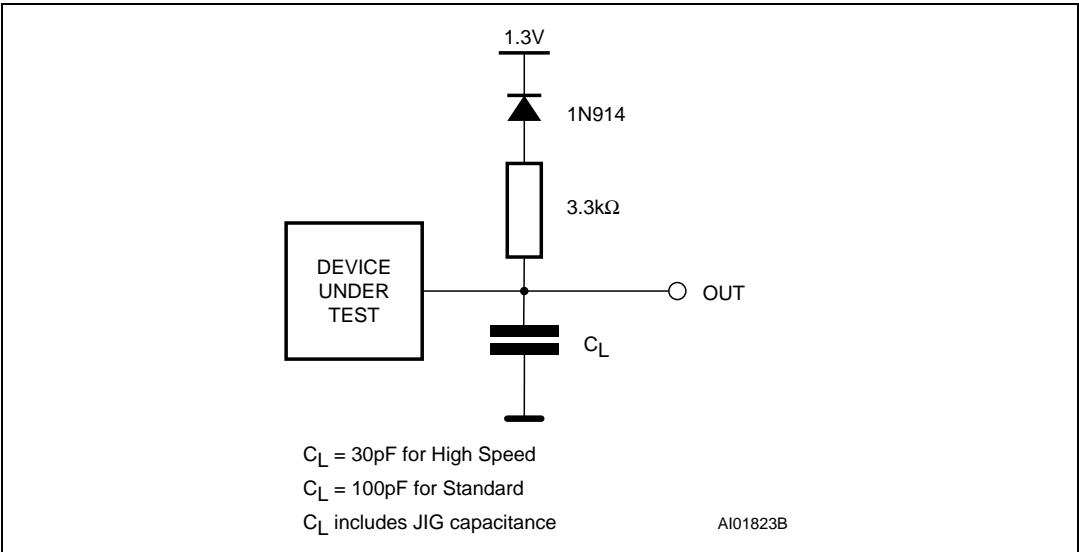 1.3V
1N914
3.3kΩ
DEVICE
UNDER
TEST
OUT
CL
CL = 30pF for High Speed
CL = 100pF for Standard
CL includes JIG capacitance
AI01823B